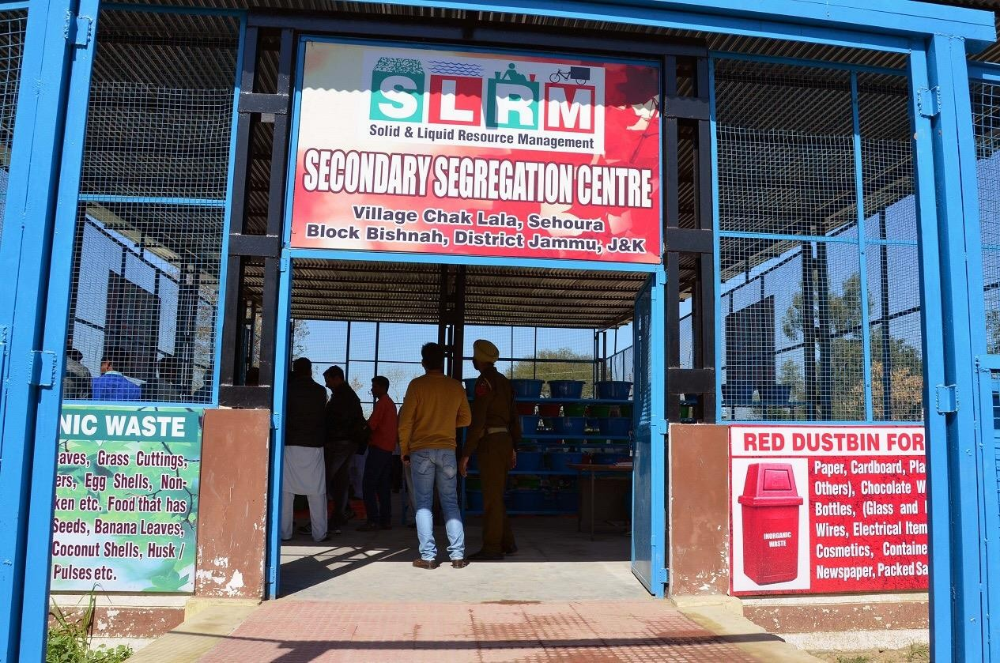 SLRM
Solid & Liquid Resource Management
SECONDARY SEGREGATION CENTRE
Village Chak Lala, Sehoura
Block Bishnah, District Jammu, J&K
NIC WASTE
eaves, Grass Cuttings,
ers, Egg Shells, Non-
ken etc. Food that has
Seeds, Banana Leaves,
Coconut Shells, Husk /
Pulses etc.
RED DUSTBIN FOR
Paper, Cardboard, Pla
Others), Chocolate W
Bottles, (Glass and
Wires, Electrical Item
Cosmetics, Containe
Newspaper, Packed Sa
INORGANIC
WASTE